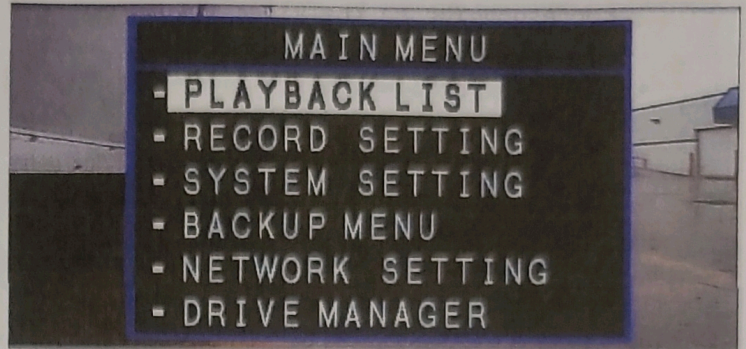 MAIN MENU
- PLAYBACK LIST
- RECORD SETTING
- SYSTEM SETTING
- BACKUP MENU
- NETWORK SETTING
- DRIVE MANAGER